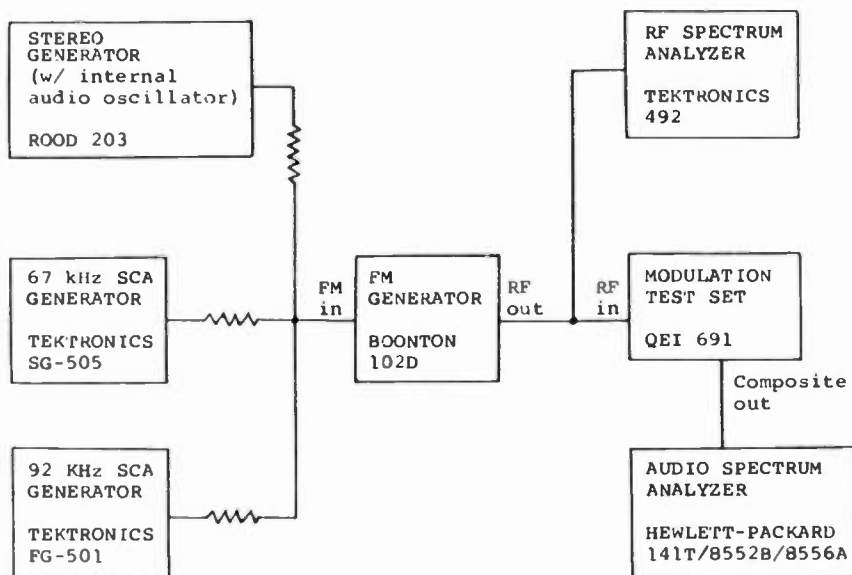 STEREO
GENERATOR
(w/ internal
audio oscillator)
ROOD 203
67 kHz SCA
GENERATOR
TEKTRONICS
SG-505
92 KHz SCA
GENERATOR
TEKTRONICS
FG-501
FM
in
FM
GENERATOR
BOONTON
102D
RF
out
RF SPECTRUM
ANALYZER
TEKTRONICS
492
RF
in
MODULATION
TEST SET
QEI 691
Composite
out
AUDIO SPECTRUM
ANALYZER
HEWLETT-PACKARD
141T/8552B/8556A